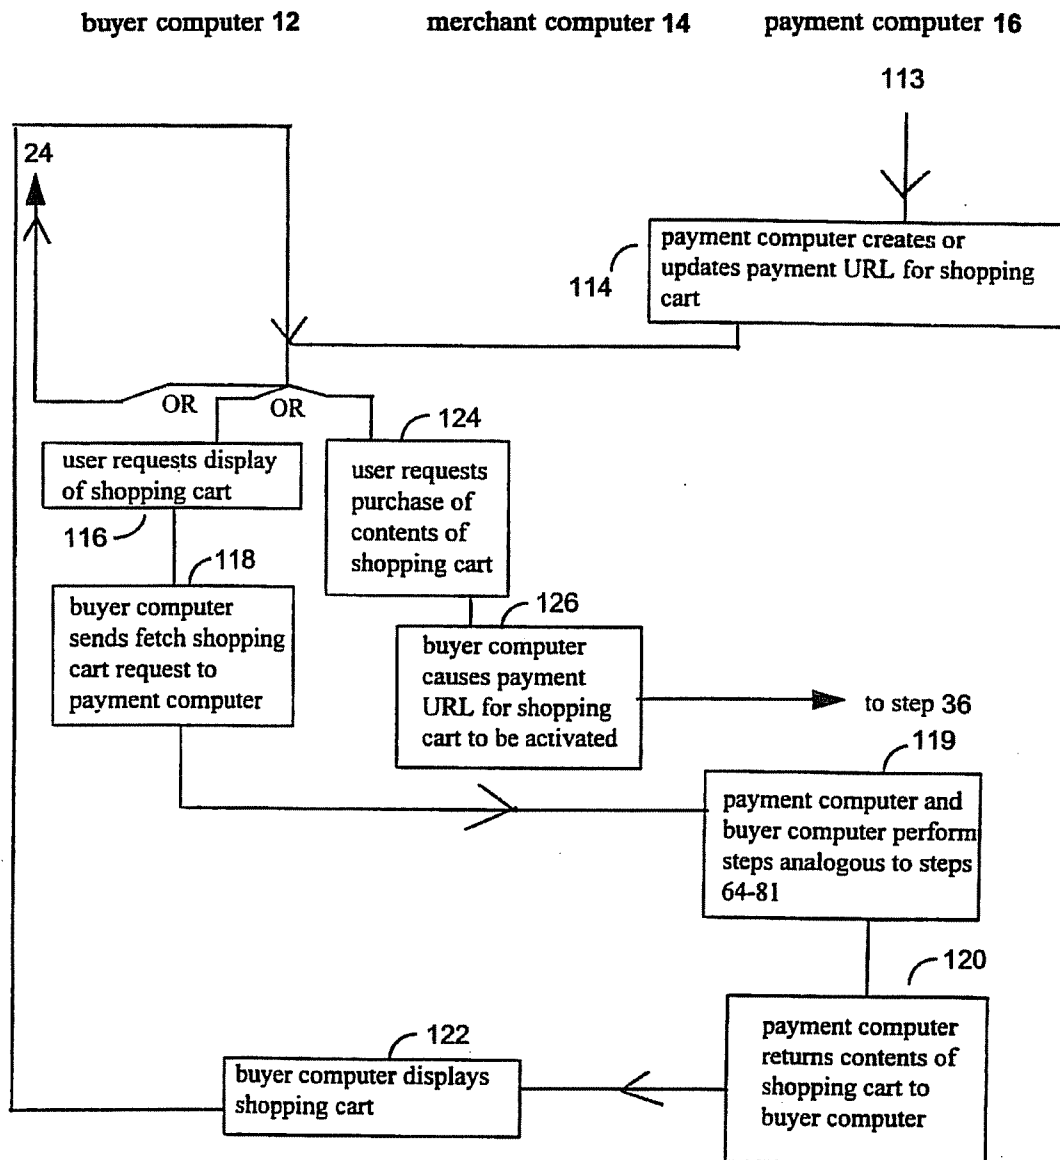 buyer computer 12
merchant computer 14
payment computer 16
113
24
payment computer creates or
updates payment URL for shopping
cart
114
OR
OR
124
user requests display
of shopping cart
116
user requests
purchase of
contents of
shopping cart
118
buyer computer
sends fetch shopping
cart request to
payment computer
126
buyer computer
causes payment
URL for shopping
cart to be activated
to step 36
119
payment computer and
buyer computer perform
steps analogous to steps
64-81
120
payment computer
returns contents of
shopping cart to
buyer computer
122
buyer computer displays
shopping cart